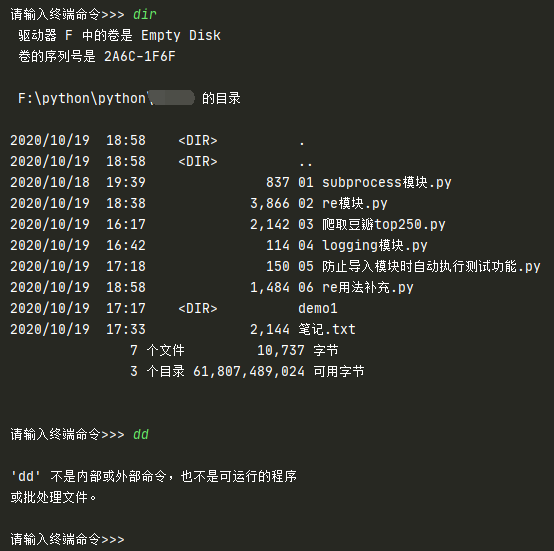 请输入终端命令>>> dir
驱动器 F 中的卷是 Empty Disk
卷的序列号是 2A6C-1F6F
F:\python\python\ 的目录
2020/10/19  18:58    <DIR>          .
2020/10/19  18:58    <DIR>          ..
2020/10/18  19:39               837 01 subprocess模块.py
2020/10/19  18:38             3,866 02 re模块.py
2020/10/19  16:17             2,142 03 爬取豆瓣top250.py
2020/10/19  16:42               114 04 logging模块.py
2020/10/19  17:18               150 05 防止导入模块时自动执行测试功能.py
2020/10/19  18:58             1,484 06 re用法补充.py
2020/10/19  17:17    <DIR>          demo1
2020/10/19  17:33             2,144 笔记.txt
7 个文件         10,737 字节
3 个目录 61,807,489,024 可用字节
请输入终端命令>>> dd
'dd' 不是内部或外部命令，也不是可运行的程序
或批处理文件。
请输入终端命令>>>